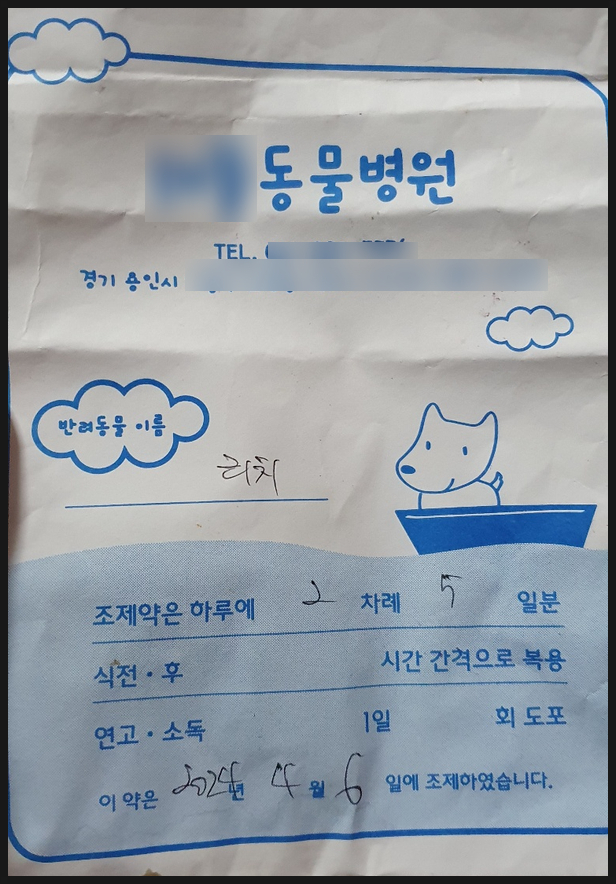 동물병원
TEL.
경기 용인시
반려동물 이름
리치
조제약은 하루에 2 차례 5 일분
식전·후 시간 간격으로 복용
연고·소독 1일 회 도포
이 약은 2024년 4월 6일에 조제하였습니다.